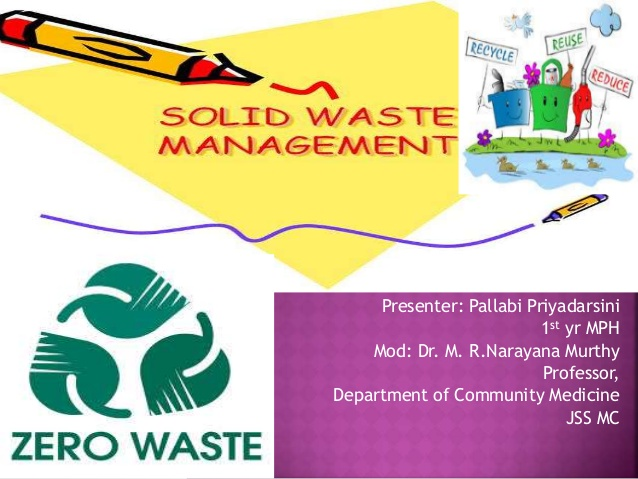 SOLID WASTE
MANAGEMENT
RECYCLE
REUSE
REDUCE
Presenter: Pallabi Priyadarsini
1st yr MPH
Mod: Dr. M. R.Narayana Murthy
Professor,
Department of Community Medicine
JSS MC
ZERO WASTE